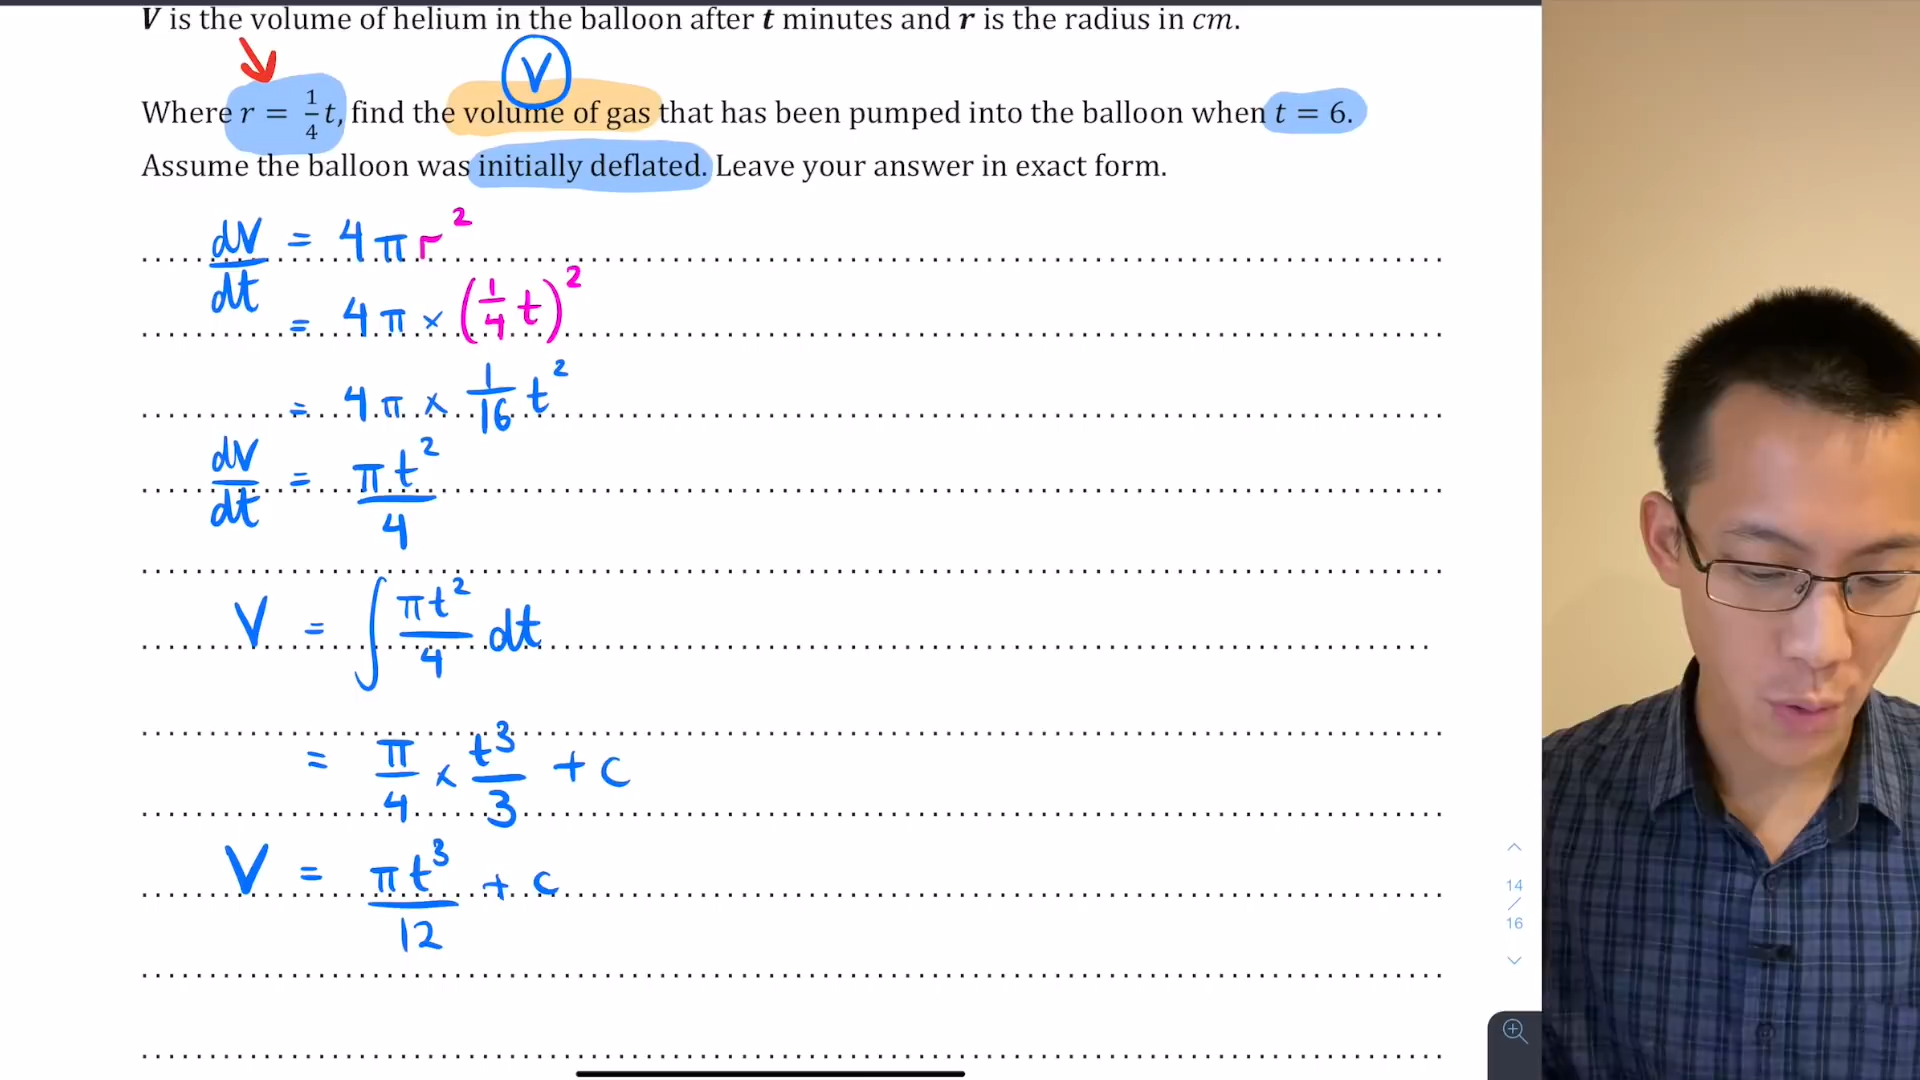 V is the volume of helium in the balloon after t minutes and r is the radius in cm.
V
Where r = 1/4 t, find the volume of gas that has been pumped into the balloon when t = 6.
Assume the balloon was initially deflated. Leave your answer in exact form.
dV/dt = 4πr²
= 4π × (1/4 t)²
= 4π × 1/16 t²
dV/dt = πt²/4
V = ∫ πt²/4 dt
= π/4 × t³/3 + c
V = πt³/12 + c
14
/
16